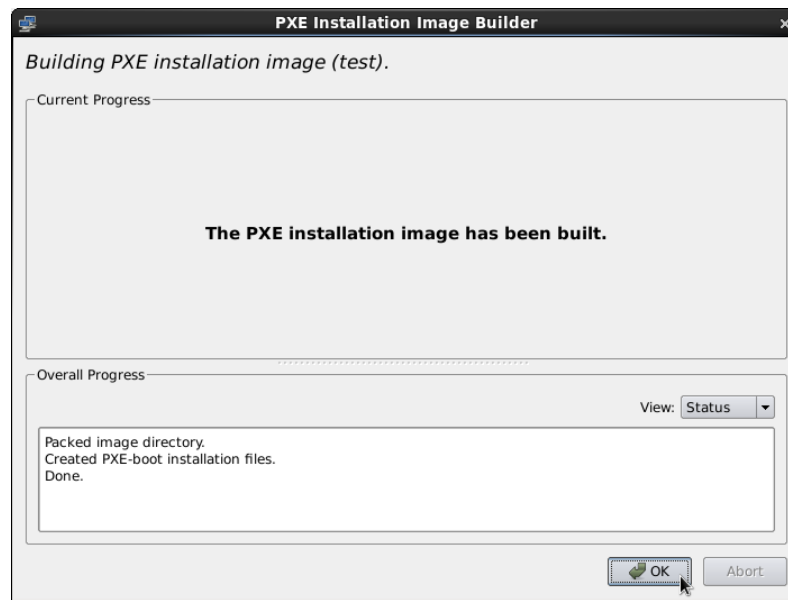 PXE Installation Image Builder
Building PXE installation image (test).
Current Progress
The PXE installation image has been built.
Overall Progress
View: Status
Packed image directory.
Created PXE-boot installation files.
Done.
OK Abort